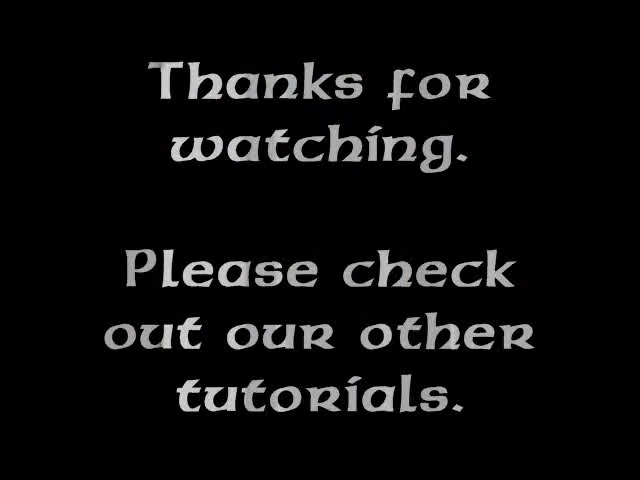 Thanks for
watching.
Please check
out our other
tutorials.